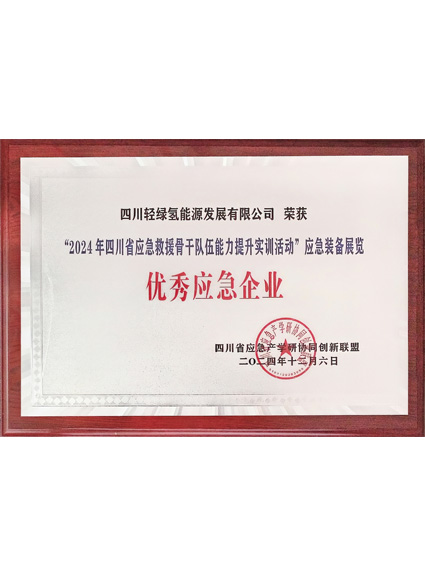 四川轻绿氢能源发展有限公司 荣获
“2024年四川省应急救援骨干队伍能力提升实训活动”应急装备展览
优秀应急企业
四川省应急产学研协同创新联盟
二〇二四年十二月六日